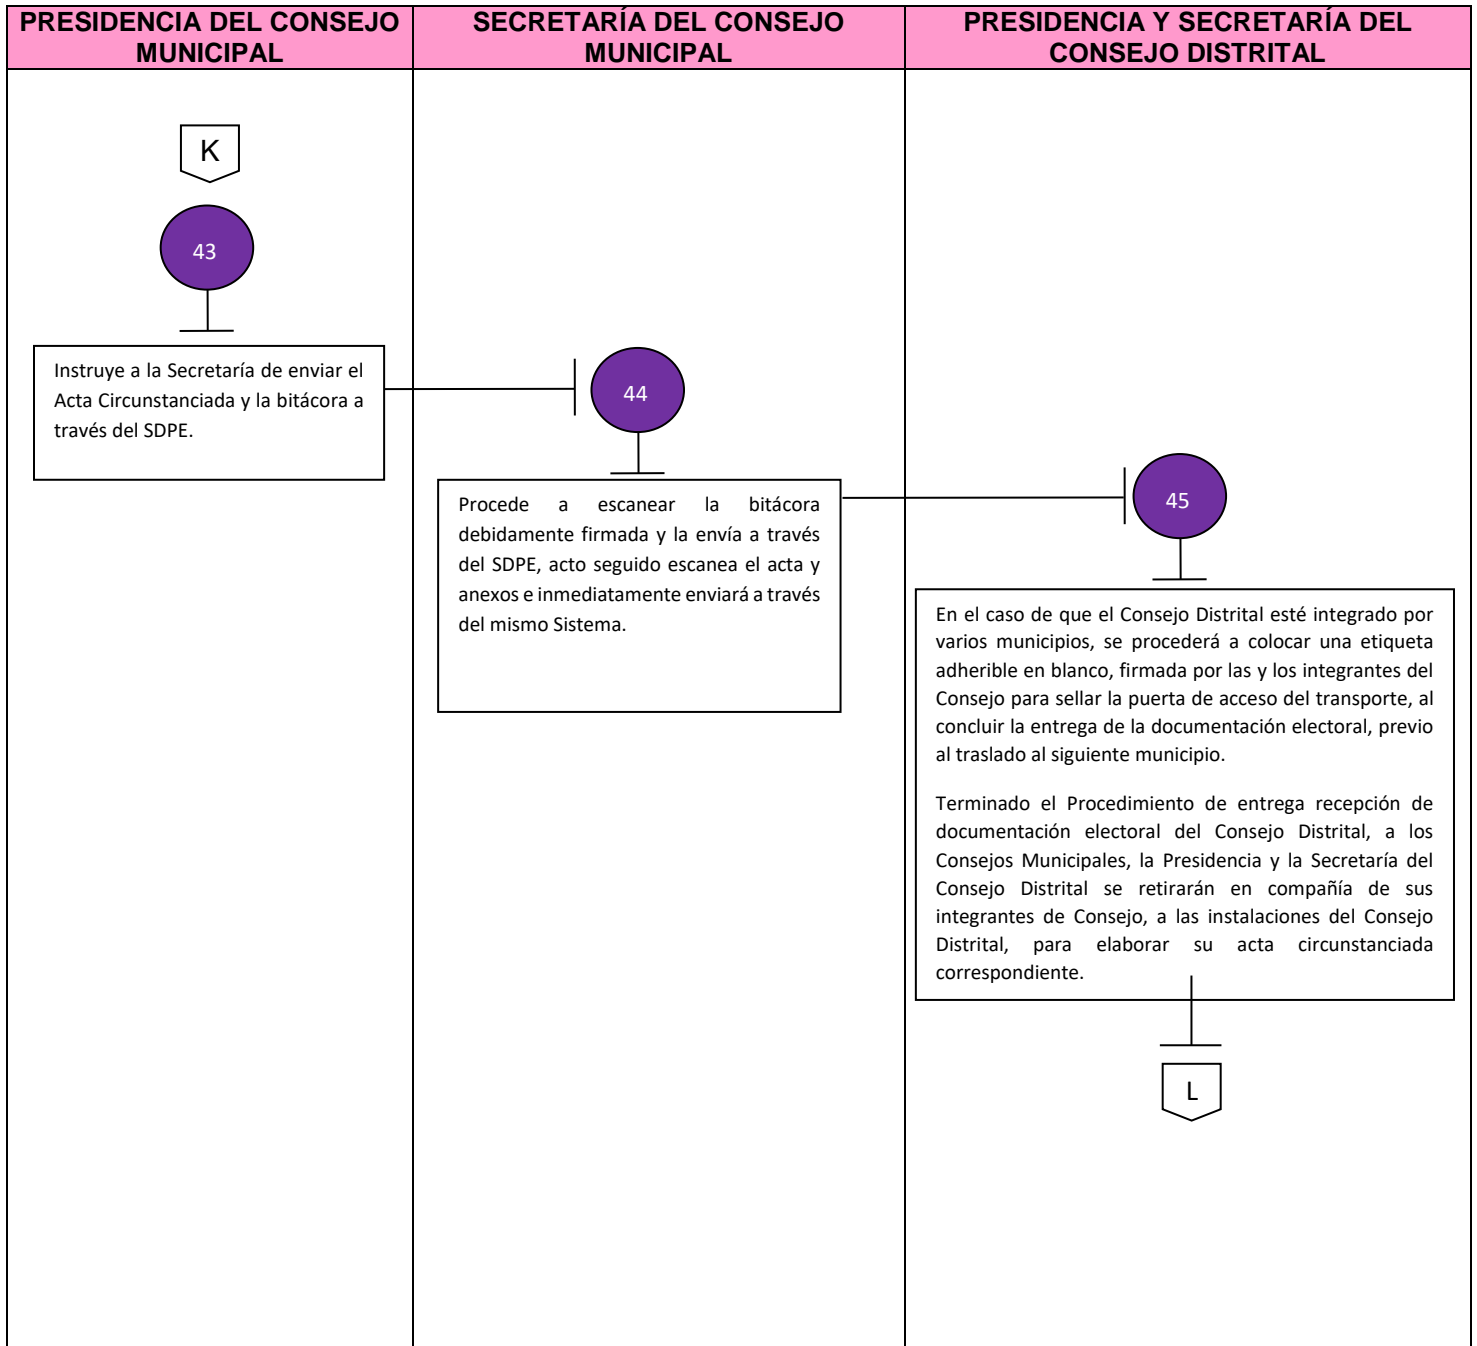 PRESIDENCIA DEL CONSEJO
MUNICIPAL
SECRETARÍA DEL CONSEJO
MUNICIPAL
PRESIDENCIA Y SECRETARÍA DEL
CONSEJO DISTRITAL
K
43
Instruye a la Secretaría de enviar el
Acta Circunstanciada y la bitácora a
través del SDPE.
44
Procede a escanear la bitácora
debidamente firmada y la envía a través
del SDPE, acto seguido escanea el acta y
anexos e inmediatamente enviará a través
del mismo Sistema.
45
En el caso de que el Consejo Distrital esté integrado por
varios municipios, se procederá a colocar una etiqueta
adherible en blanco, firmada por las y los integrantes del
Consejo para sellar la puerta de acceso del transporte, al
concluir la entrega de la documentación electoral, previo
al traslado al siguiente municipio.
Terminado el Procedimiento de entrega recepción de
documentación electoral del Consejo Distrital, a los
Consejos Municipales, la Presidencia y la Secretaría del
Consejo Distrital se retirarán en compañía de sus
integrantes de Consejo, a las instalaciones del Consejo
Distrital, para elaborar su acta circunstanciada
correspondiente.
L